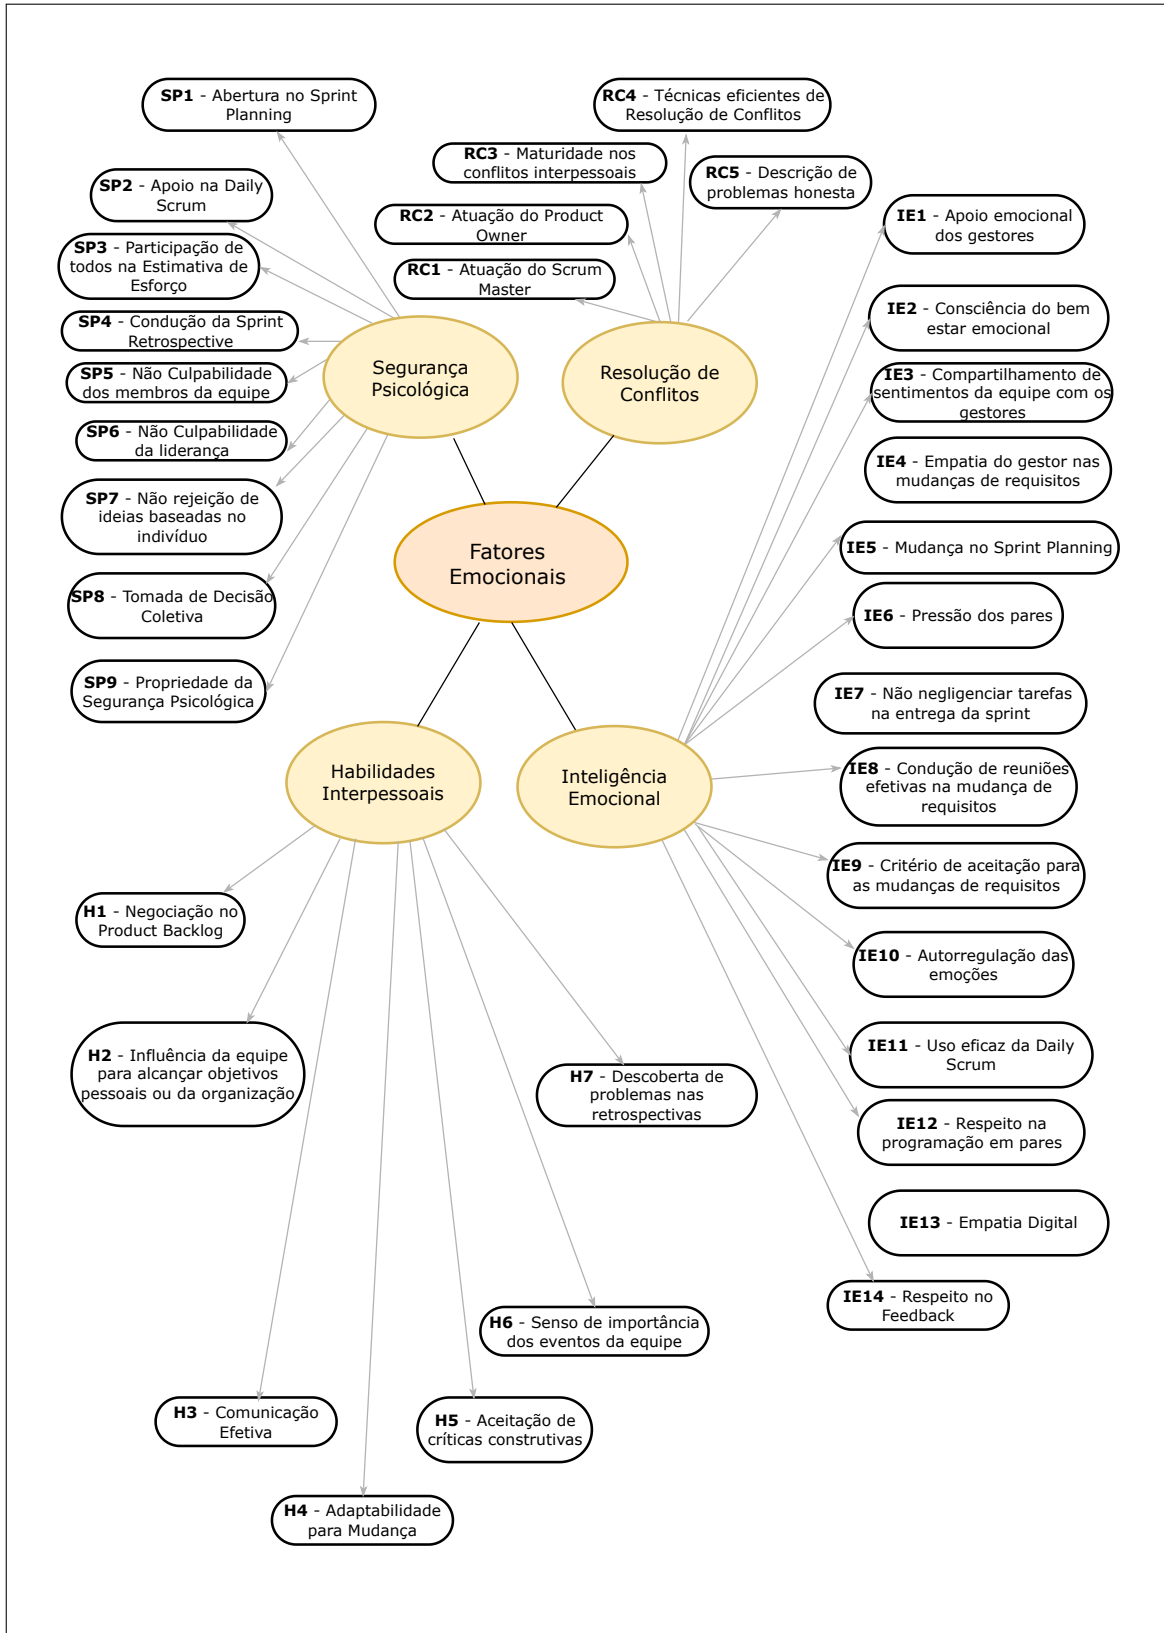 SP1 - Abertura no Sprint
Planning
SP2 - Apoio na Daily
Scrum
SP3 - Participação de
todos na Estimativa de
Esforço
SP4 - Condução da Sprint
Retrospective
SP5 - Não Culpabilidade
dos membros da equipe
SP6 - Não Culpabilidade
da liderança
SP7 - Não rejeição de
ideias baseadas no
indivíduo
SP8 - Tomada de Decisão
Coletiva
SP9 - Propriedade da
Segurança Psicológica
RC4 - Técnicas eficientes de
Resolução de Conflitos
RC3 - Maturidade nos
conflitos interpessoais
RC5 - Descrição de
problemas honesta
RC2 - Atuação do Product
Owner
RC1 - Atuação do Scrum
Master
Segurança
Psicológica
Resolução de
Conflitos
Fatores
Emocionais
Habilidades
Interpessoais
Inteligência
Emocional
IE1 - Apoio emocional
dos gestores
IE2 - Consciência do bem
estar emocional
IE3 - Compartilhamento de
sentimentos da equipe com os
gestores
IE4 - Empatia do gestor nas
mudanças de requisitos
IE5 - Mudança no Sprint Planning
IE6 - Pressão dos pares
IE7 - Não negligenciar tarefas
na entrega da sprint
IE8 - Condução de reuniões
efetivas na mudança de
requisitos
IE9 - Critério de aceitação para
as mudanças de requisitos
IE10 - Autorregulação das
emoções
IE11 - Uso eficaz da Daily
Scrum
IE12 - Respeito na
programação em pares
IE13 - Empatia Digital
IE14 - Respeito no
Feedback
H1 - Negociação no
Product Backlog
H2 - Influência da equipe
para alcançar objetivos
pessoais ou da organização
H7 - Descoberta de
problemas nas
retrospectivas
H6 - Senso de importância
dos eventos da equipe
H3 - Comunicação
Efetiva
H5 - Aceitação de
críticas construtivas
H4 - Adaptabilidade
para Mudança